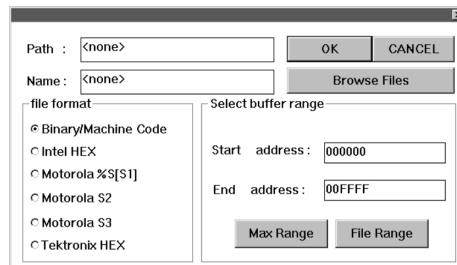 Path : <none> OK CANCEL
Name : <none> Browse Files
file format
Binary/Machine Code
Intel HEX
Motorola %S[S1]
Motorola S2
Motorola S3
Tektronix HEX
Select buffer range
Start address : 000000
End address : 00FFFF
Max Range File Range